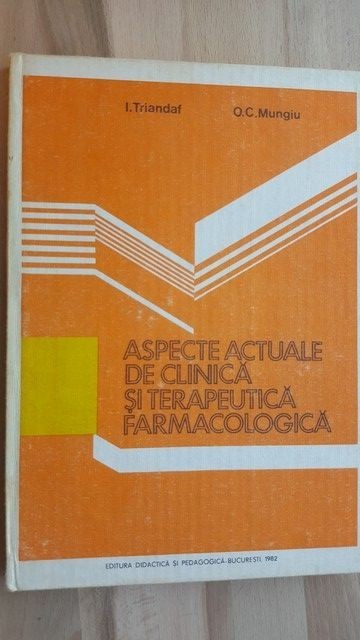 I. Triandaf O.C. Mungiu
ASPECTE ACTUALE
DE CLINICĂ
ŞI TERAPEUTICĂ
FARMACOLOGICĂ
EDITURA DIDACTICĂ ŞI PEDAGOGICĂ-BUCUREŞTI, 1982